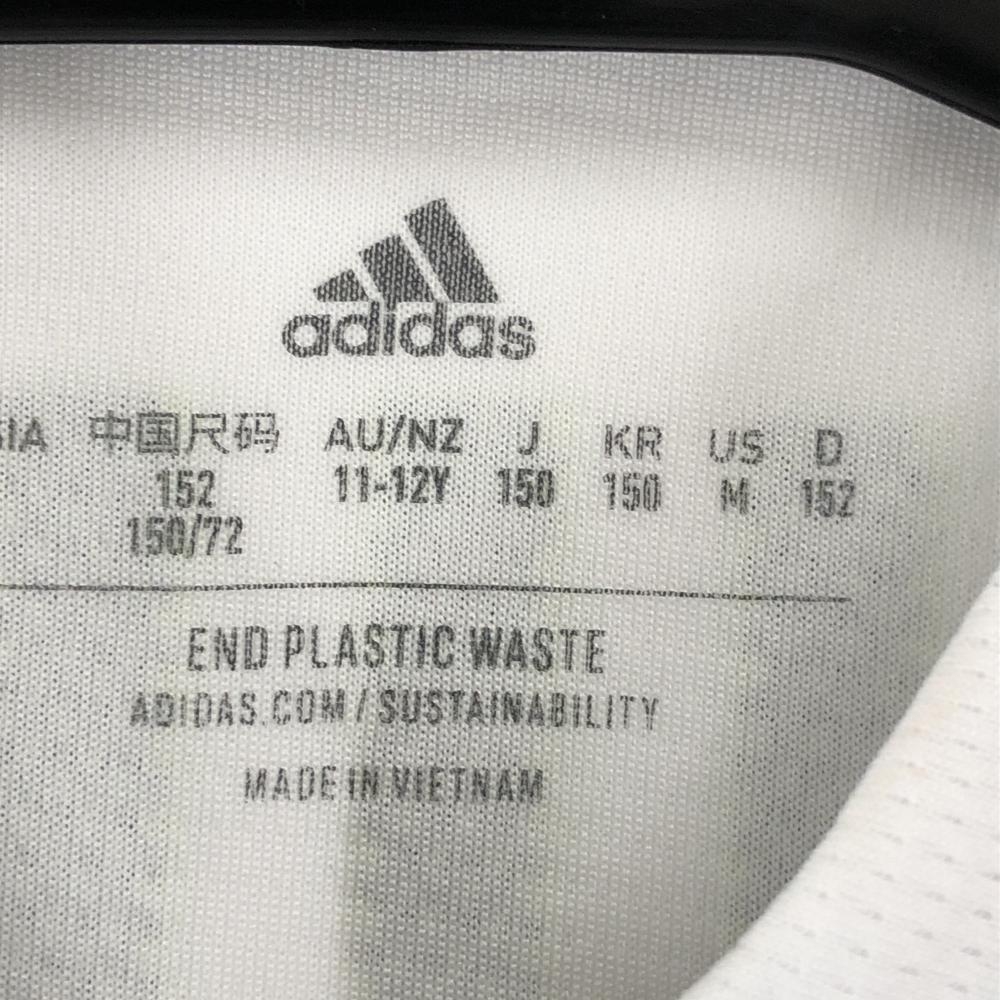 adidas
中国尺码 AU/NZ J KR US D
152 11-12Y 150 150 M 152
150/72
END PLASTIC WASTE
ADIDAS.COM / SUSTAINABILITY
MADE IN VIETNAM